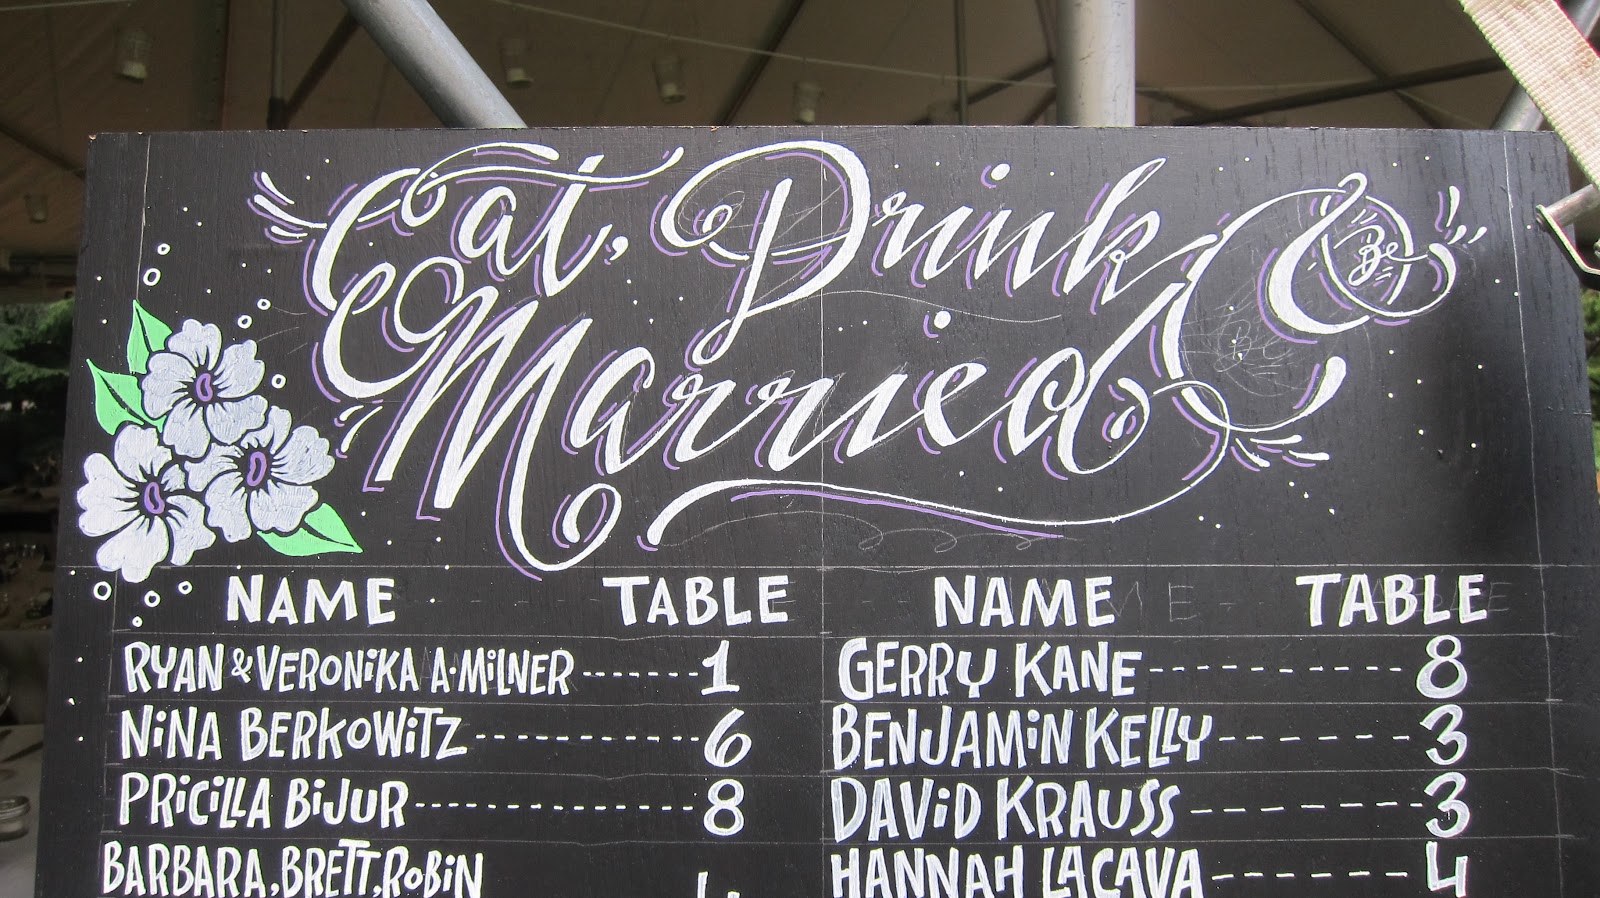 Eat, Drink & Be
Married
NAME TABLE NAME TABLE
RYAN & VERONiKA A·MiLNER ------- 1
NiNA BERKOWiTZ ----------- 6
PRiCiLLA BiJUR -------------- 8
BARBARA, BRETT, RoBiN
GERRY KANE ----------- 8
BENJAMiN KELLY --------- 3
DAViD KRAUSS ---------- 3
HANNAH LACAVA --------- 4